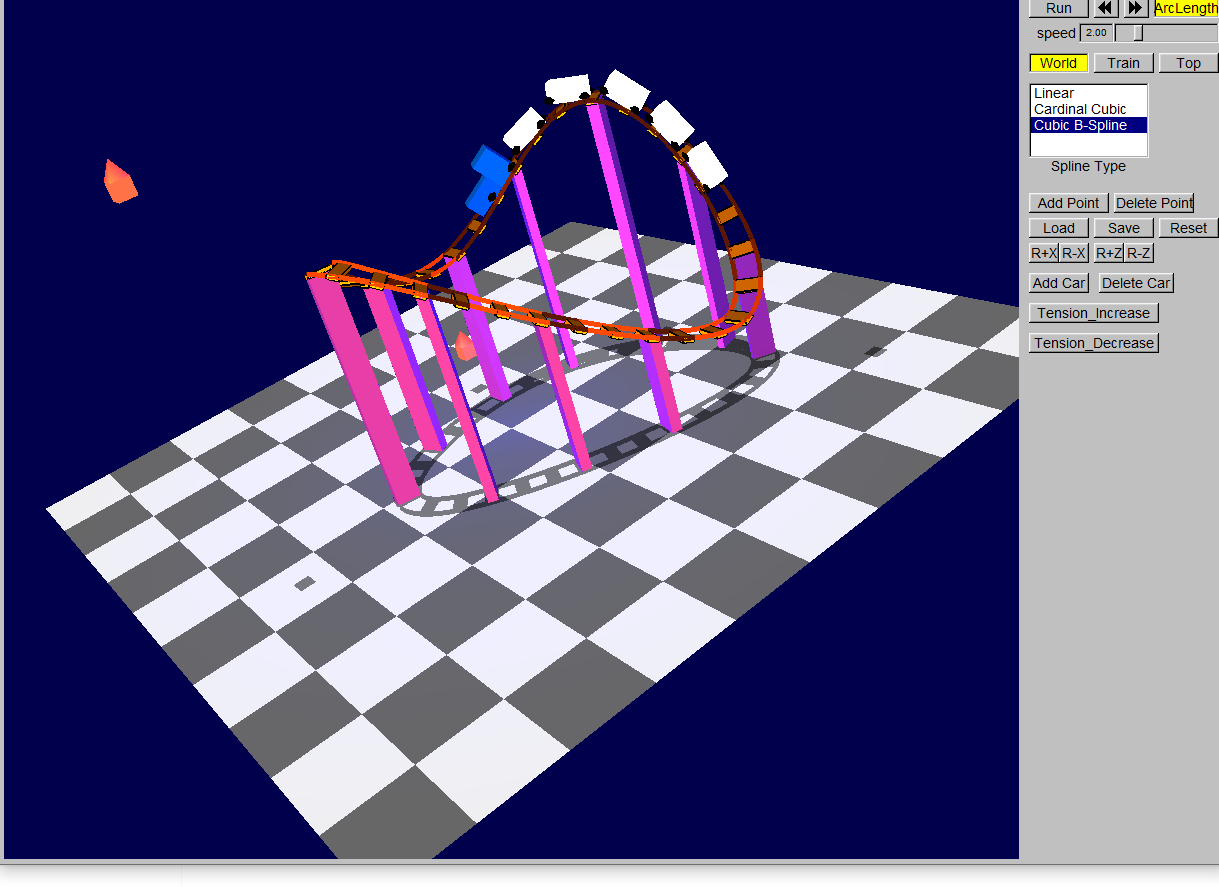 Run ArcLength
speed 2.00
World Train Top
Linear
Cardinal Cubic
Cubic B-Spline
Spline Type
Add Point Delete Point
Load Save Reset
R+X R-X R+Z R-Z
Add Car Delete Car
Tension_Increase
Tension_Decrease